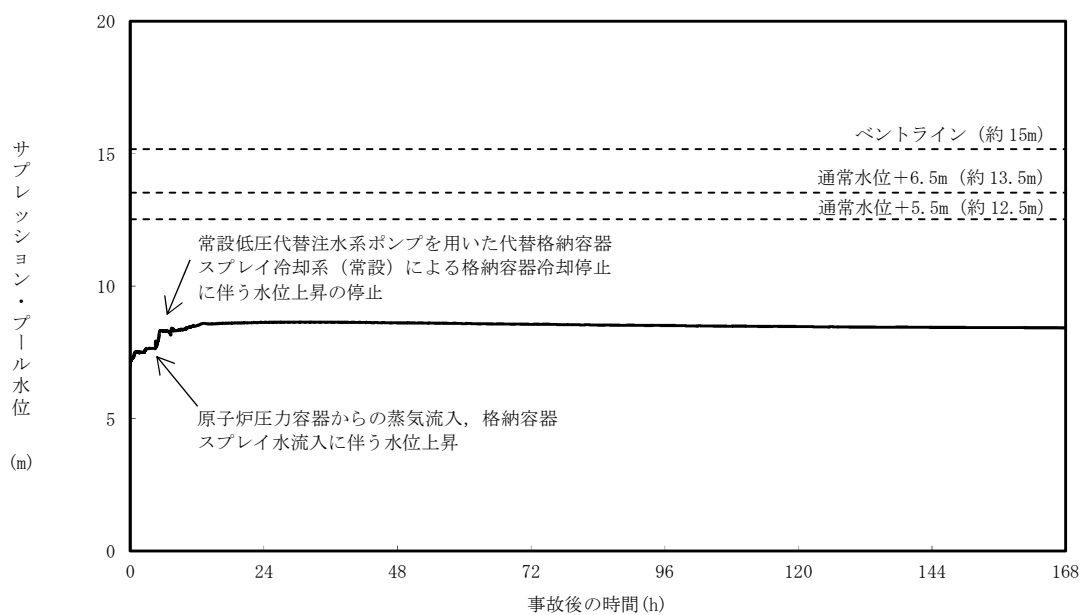 サプレッション・プール水位 (m)
20
15
10
5
0
ベントライン (約 15m)
通常水位＋6.5m (約 13.5m)
通常水位＋5.5m (約 12.5m)
常設低圧代替注水系ポンプを用いた代替格納容器
スプレイ冷却系（常設）による格納容器冷却停止
に伴う水位上昇の停止
原子炉圧力容器からの蒸気流入，格納容器
スプレイ水流入に伴う水位上昇
0 24 48 72 96 120 144 168
事故後の時間(h)